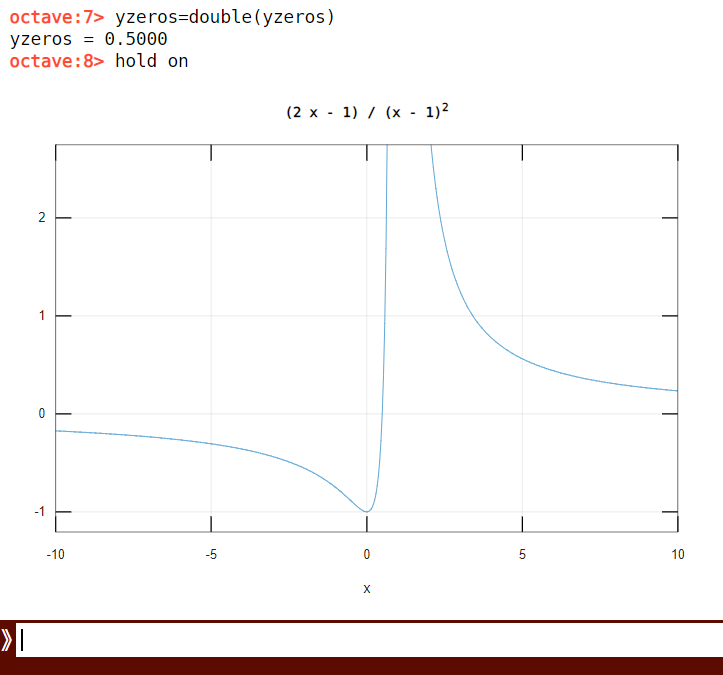 octave:7> yzeros=double(yzeros)
yzeros = 0.5000
octave:8> hold on
(2 x - 1) / (x - 1)²
2
1
0
-1
-10 -5 0 5 10
x
⟫